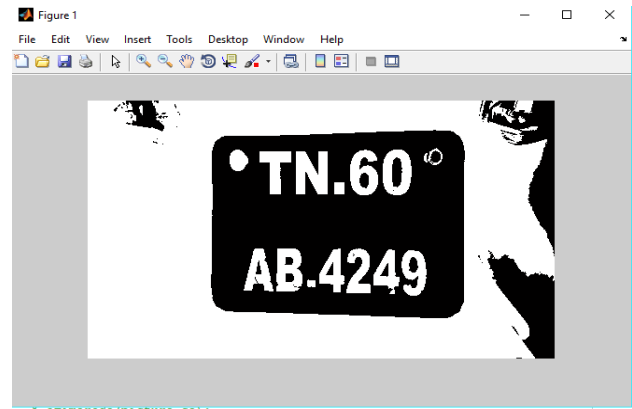 Figure 1
File Edit View Insert Tools Desktop Window Help
TN.60
AB.4249